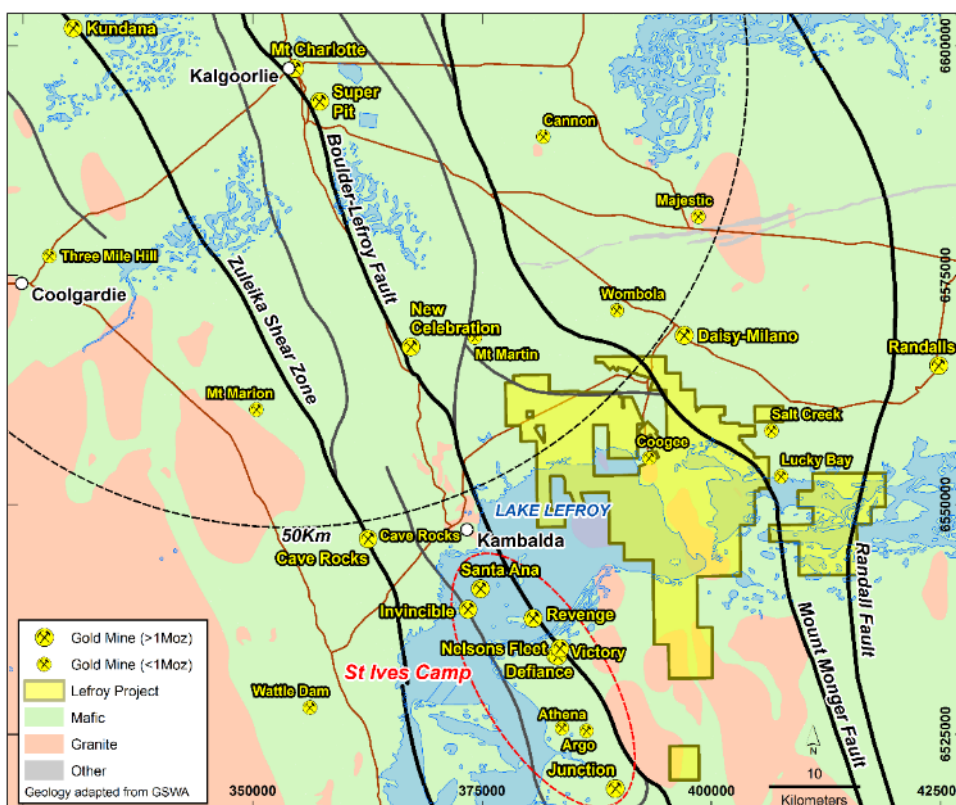 Kundana
Mt Charlotte
Kalgoorlie
Super
Pit
Cannon
Majestic
Three Mile Hill
Coolgardie
Zuleika Shear Zone
Boulder-Lefroy Fault
New
Celebration
Mt Martin
Wombola
Daisy-Milano
Randalls
Mt Marion
Salt Creek
Coogee
Lucky Bay
LAKE LEFROY
50Km
Cave Rocks
Cave Rocks
Kambalda
Santa Ana
Invincible
Revenge
Nelsons Fleet
Victory
Defiance
St Ives Camp
Wattle Dam
Athena
Argo
Junction
Mount Monger Fault
Randall Fault
Gold Mine (>1Moz)
Gold Mine (<1Moz)
Lefroy Project
Mafic
Granite
Other
Geology adapted from GSWA
N
10
Kilometers
350000
375000
400000
425000
6600000
6575000
6550000
6525000